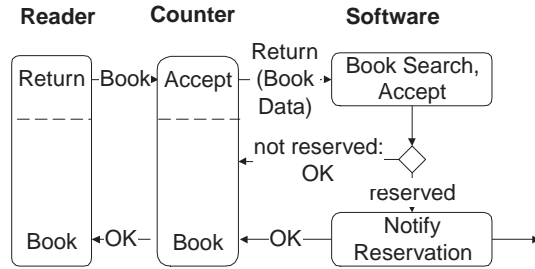 Reader
Counter
Software
Return
Book
Accept
Return
(Book
Data)
Book Search,
Accept
not reserved:
OK
reserved
Book
OK
Book
OK
Notify
Reservation